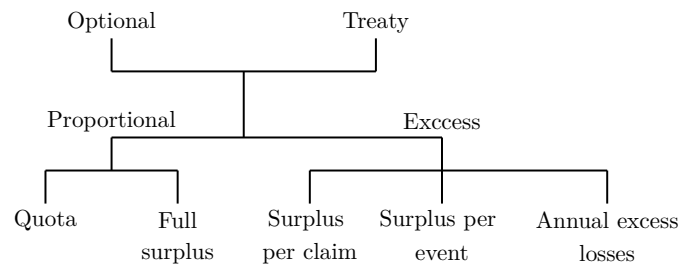 Optional
Treaty
Proportional
Exccess
Quota
Full
surplus
Surplus
per claim
Surplus per
event
Annual excess
losses